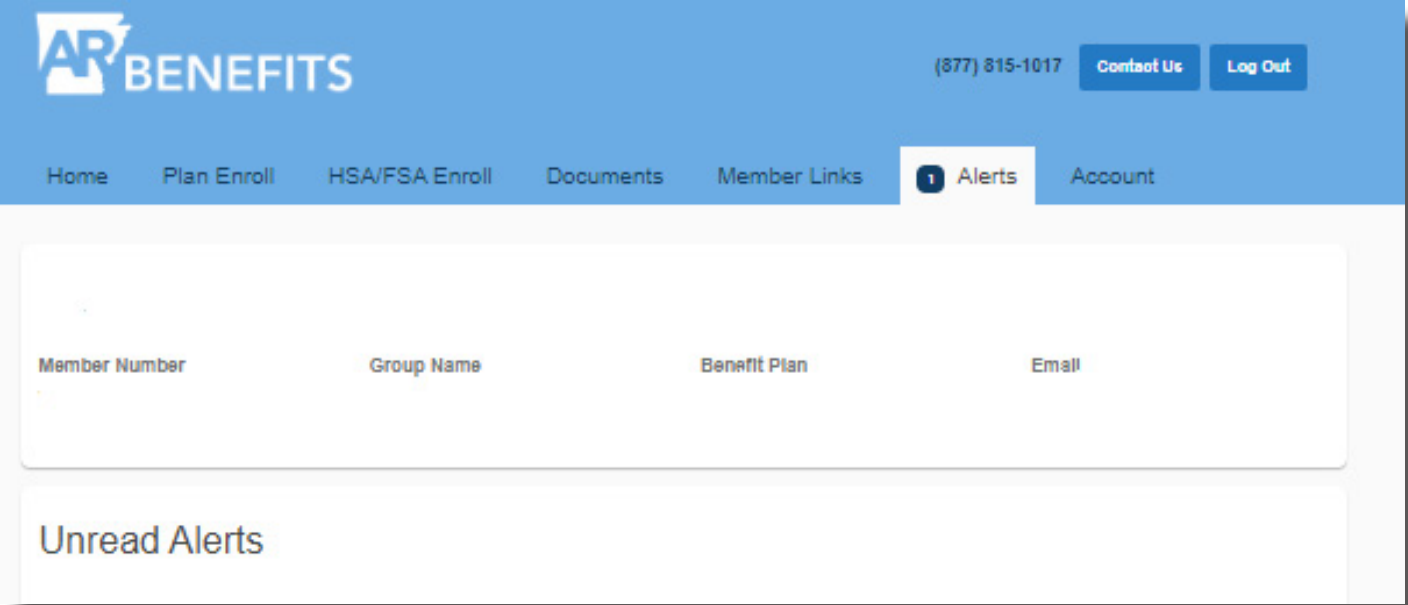 AR BENEFITS
(877) 815-1017 Contact Us Log Out
Home Plan Enroll HSA/FSA Enroll Documents Member Links 1 Alerts Account
Member Number Group Name Benefit Plan Email
Unread Alerts